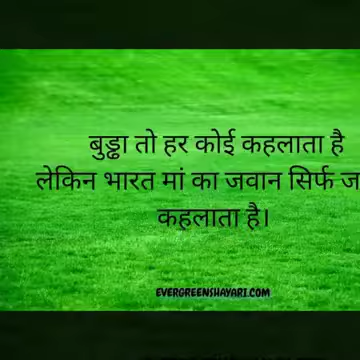 बुड्ढा तो हर कोई कहलाता है
लेकिन भारत मां का जवान सिर्फ
कहलाता है।
EVERGREENSHAYARI.COM